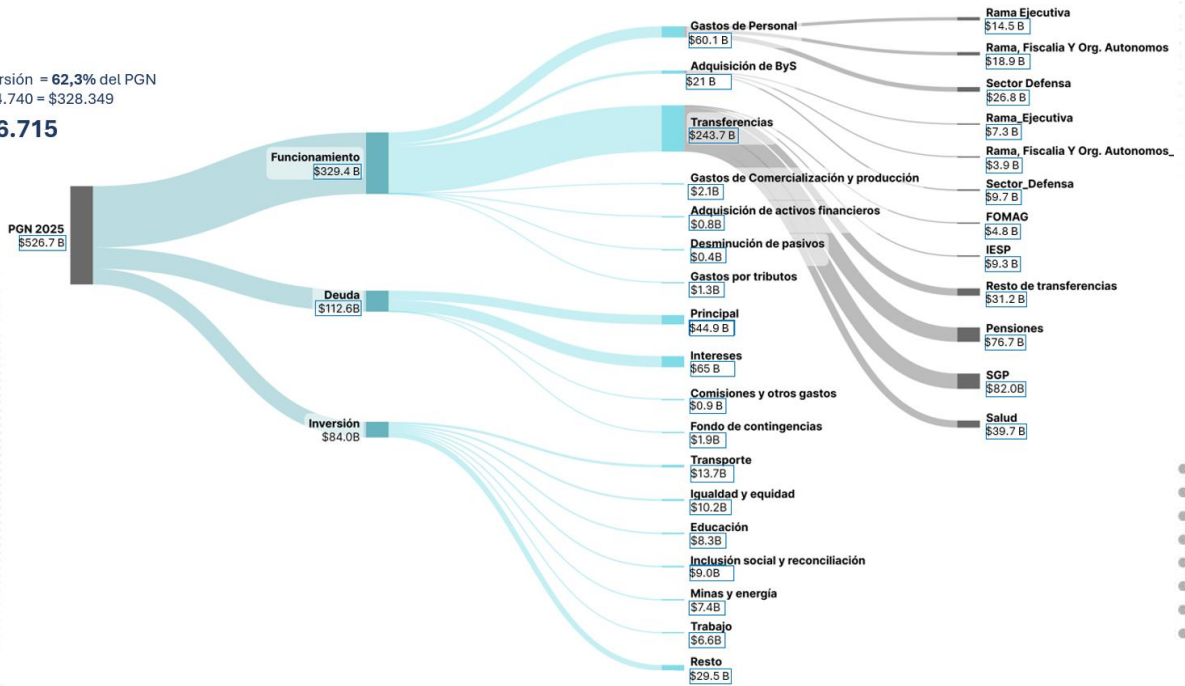 rsión = 62,3% del PGN
.740 = $328.349
6.715
PGN 2025
$526.7 B
Funcionamiento
$329.4 B
Deuda
$112.6B
Inversión
$84.0B
Gastos de Personal
$60.1 B
Adquisición de ByS
$21 B
Transferencias
$243.7 B
Gastos de Comercialización y producción
$2.1B
Adquisición de activos financieros
$0.8B
Desminución de pasivos
$0.4B
Gastos por tributos
$1.3B
Principal
$44.9 B
Intereses
$65 B
Comisiones y otros gastos
$0.9 B
Fondo de contingencias
$1.9B
Transporte
$13.7B
Igualdad y equidad
$10.2B
Educación
$8.3B
Inclusión social y reconciliación
$9.0B
Minas y energía
$7.4B
Trabajo
$6.6B
Resto
$29.5 B
Rama Ejecutiva
$14.5 B
Rama, Fiscalia Y Org. Autonomos
$18.9 B
Sector Defensa
$26.8 B
Rama_Ejecutiva
$7.3 B
Rama, Fiscalia Y Org. Autonomos_
$3.9 B
Sector_Defensa
$9.7 B
FOMAG
$4.8 B
IESP
$9.3 B
Resto de transferencias
$31.2 B
Pensiones
$76.7 B
SGP
$82.0B
Salud
$39.7 B